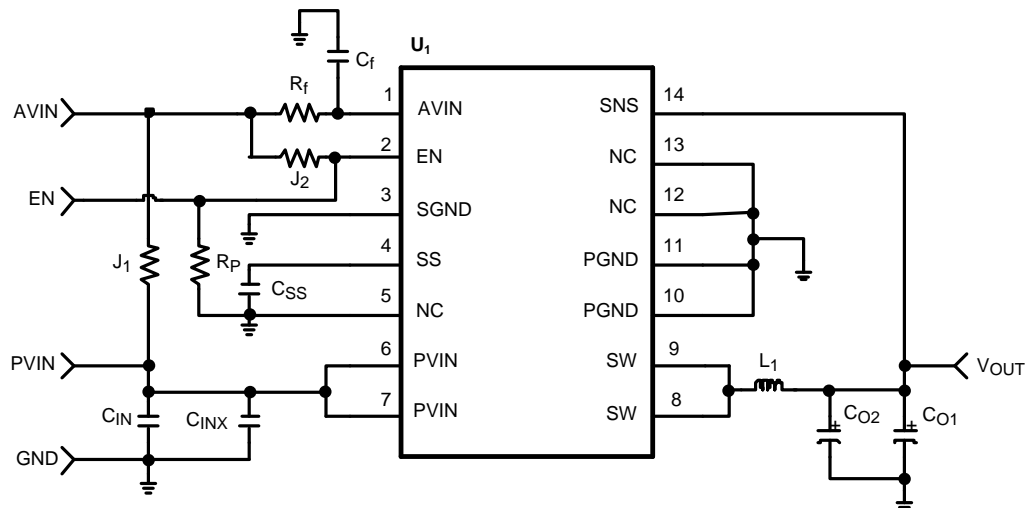 U1
Cf
Rf
1
AVIN
AVIN
SNS
14
2
EN
NC
13
J2
EN
3
SGND
NC
12
J1
RP
4
SS
PGND
11
CSS
5
NC
PGND
10
PVIN
6
PVIN
SW
9
L1
VOUT
CIN
CINX
7
PVIN
SW
8
CO2
+
+
CO1
GND